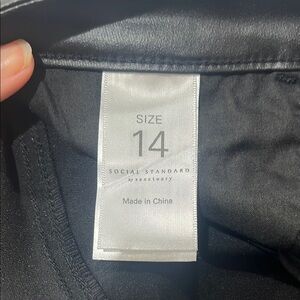 SIZE
14
SOCIAL STANDARD
by sanctuary
Made in China